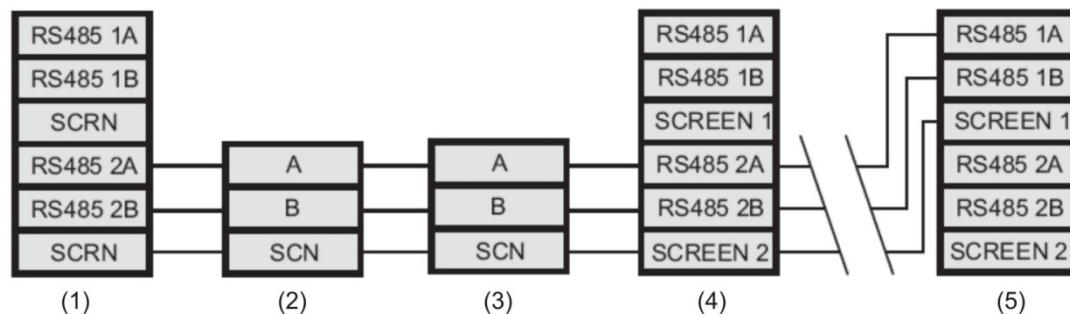 RS485 1A
RS485 1B
SCRN
RS485 2A
RS485 2B
SCRN
(1)
A
B
SCN
(2)
A
B
SCN
(3)
RS485 1A
RS485 1B
SCREEN 1
RS485 2A
RS485 2B
SCREEN 2
(4)
RS485 1A
RS485 1B
SCREEN 1
RS485 2A
RS485 2B
SCREEN 2
(5)